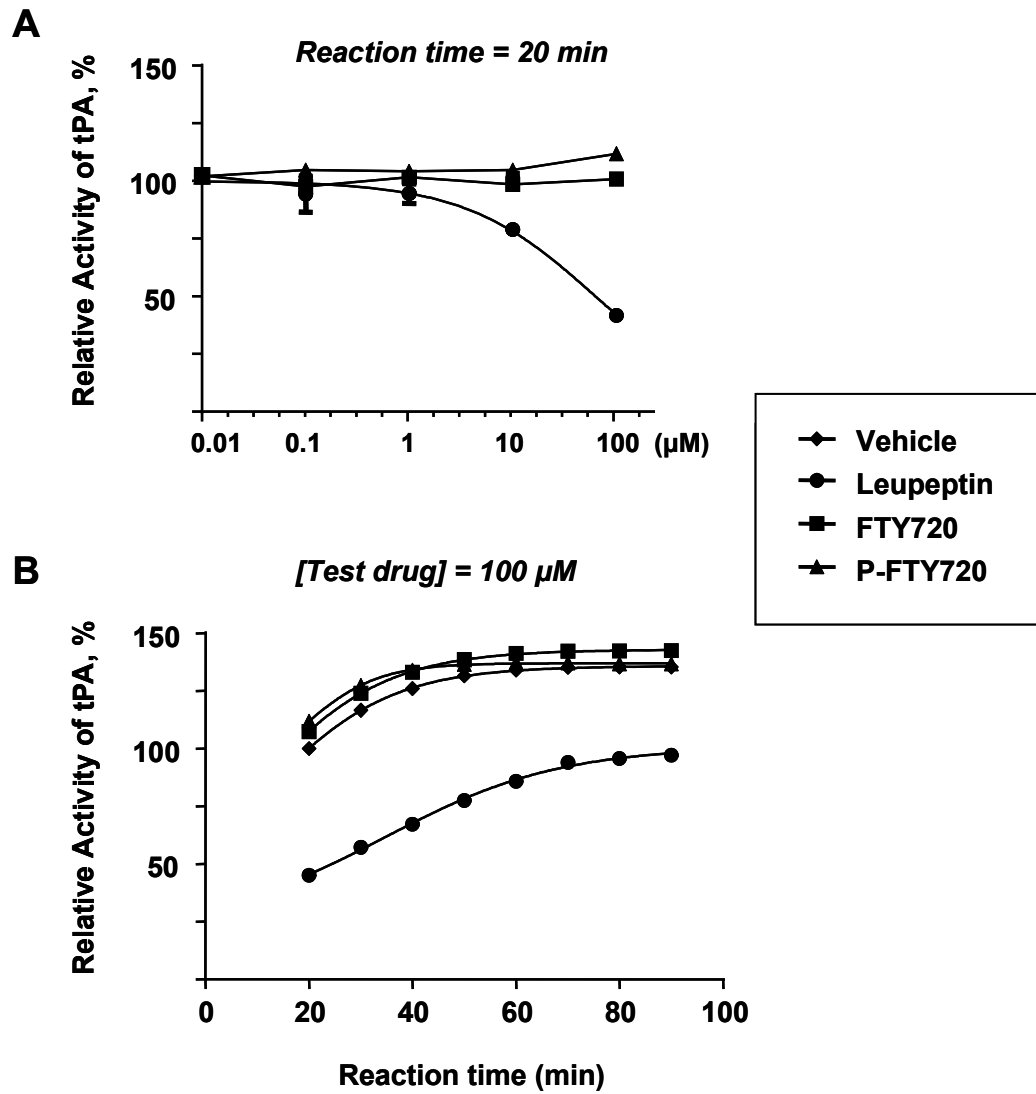 A
Reaction time = 20 min
Relative Activity of tPA, %
150
100
50
0.01 0.1 1 10 100 (µM)
Vehicle
Leupeptin
FTY720
P-FTY720
B
[Test drug] = 100 µM
Relative Activity of tPA, %
150
100
50
0 20 40 60 80 100
Reaction time (min)